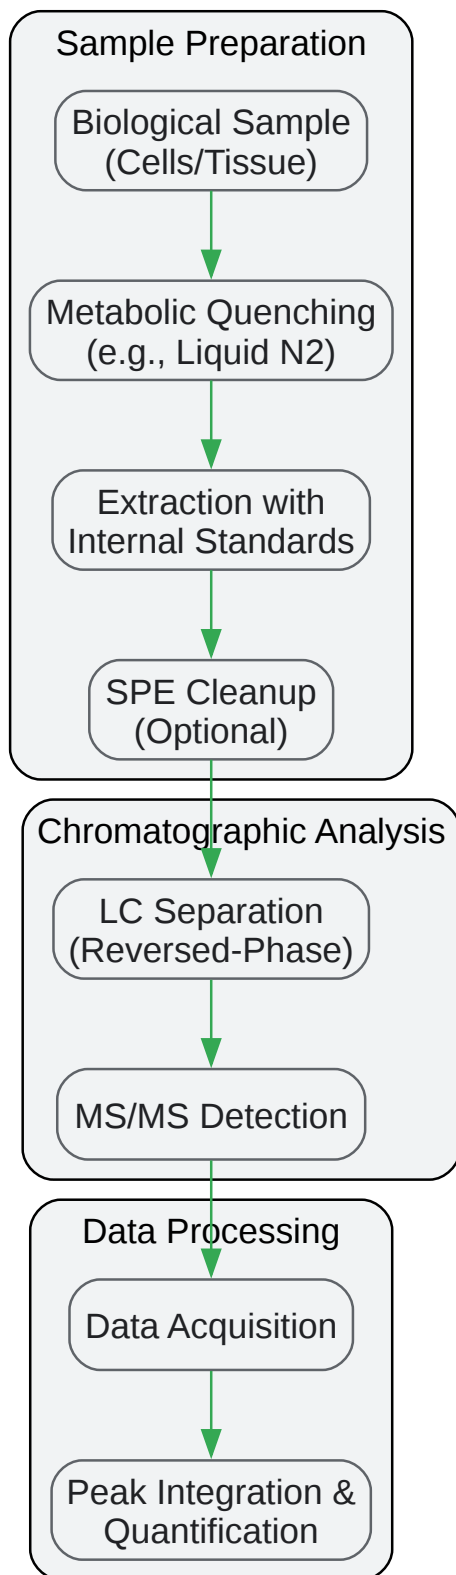 Sample Preparation
Biological Sample
(Cells/Tissue)
Metabolic Quenching
(e.g., Liquid N2)
Extraction with
Internal Standards
SPE Cleanup
(Optional)
Chromatographic Analysis
LC Separation
(Reversed-Phase)
MS/MS Detection
Data Processing
Data Acquisition
Peak Integration &
Quantification